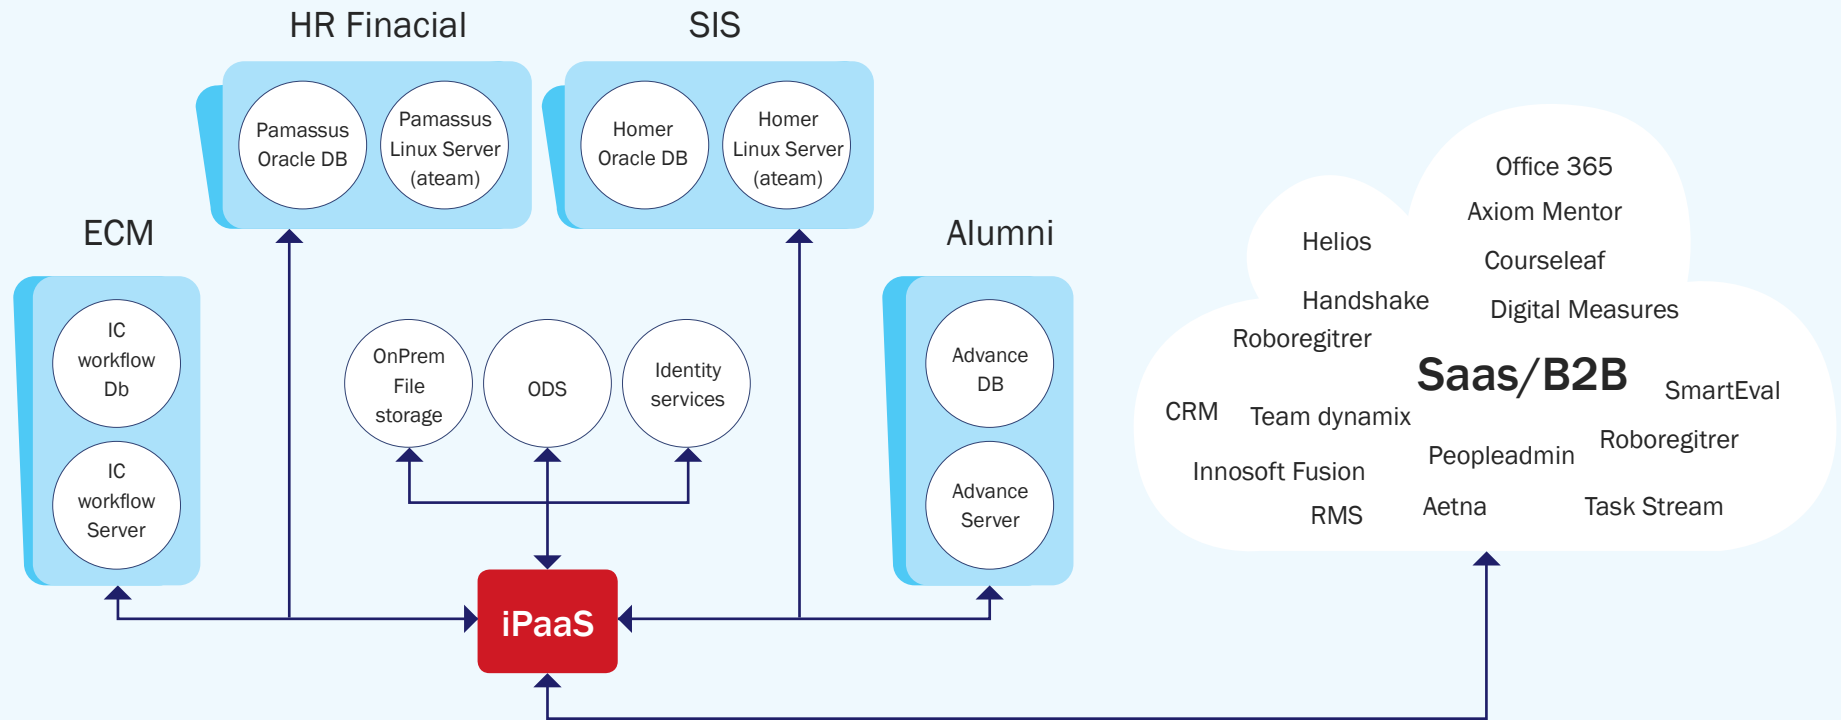 HR Finacial
SIS
Pamassus
Oracle DB
Pamassus
Linux Server
(ateam)
Homer
Oracle DB
Homer
Linux Server
(ateam)
ECM
IC
workflow
Db
IC
workflow
Server
OnPrem
File
storage
ODS
Identity
services
Alumni
Advance
DB
Advance
Server
iPaaS
Office 365
Axiom Mentor
Helios
Courseleaf
Handshake
Digital Measures
Roboregitrer
Saas/B2B
SmartEval
CRM
Team dynamix
Roboregitrer
Peopleadmin
Innosoft Fusion
RMS
Aetna
Task Stream